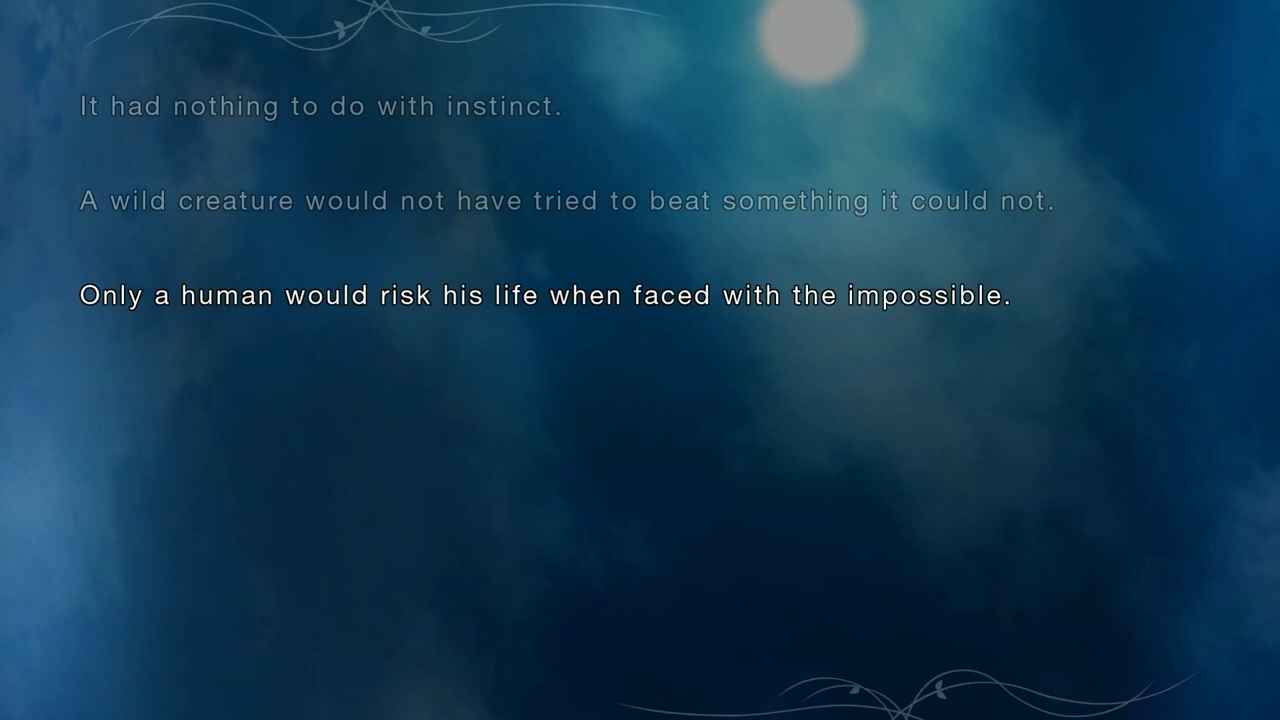 It had nothing to do with instinct.
A wild creature would not have tried to beat something it could not.
Only a human would risk his life when faced with the impossible.